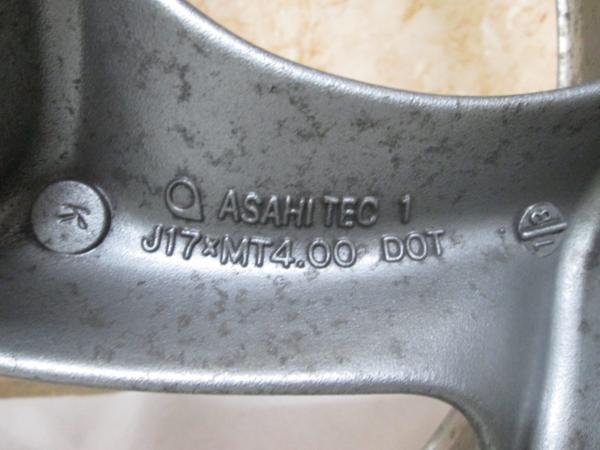 ASAHI TEC 1
K
J17×MT4.00 DOT